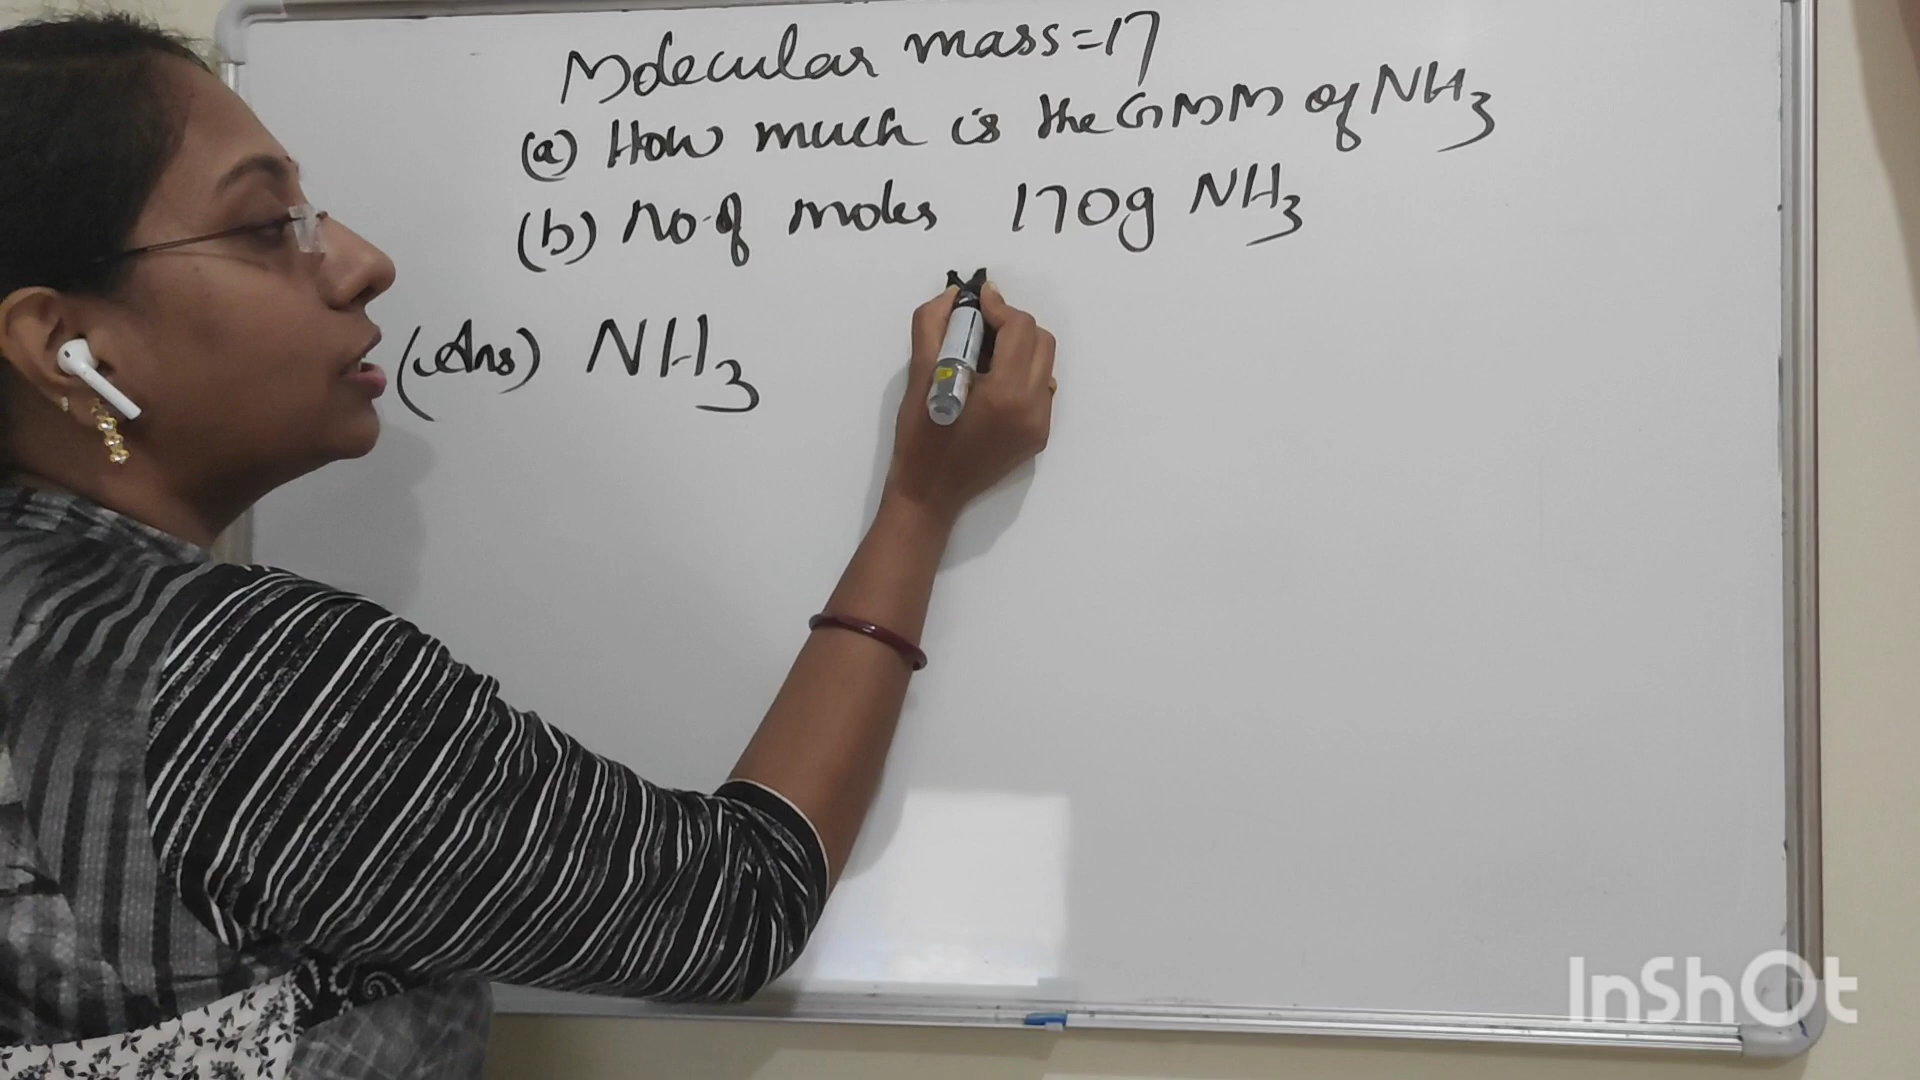 Molecular mass=17
(a) How much is the GMM of NH3
(b) No.of moles 170g NH3
(Ans) NH3
InShOt